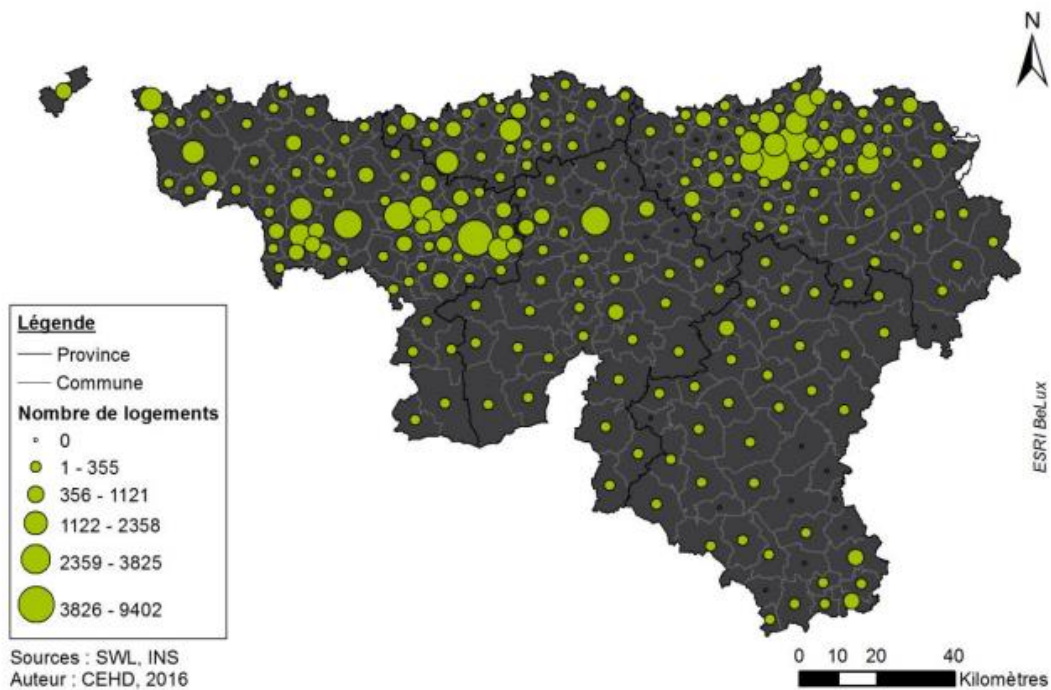 N
Légende
Province
Commune
Nombre de logements
0
1 - 355
356 - 1121
1122 - 2358
2359 - 3825
3826 - 9402
ESRI BeLux
Sources : SWL, INS
Auteur : CEHD, 2016
0 10 20 40
Kilomètres